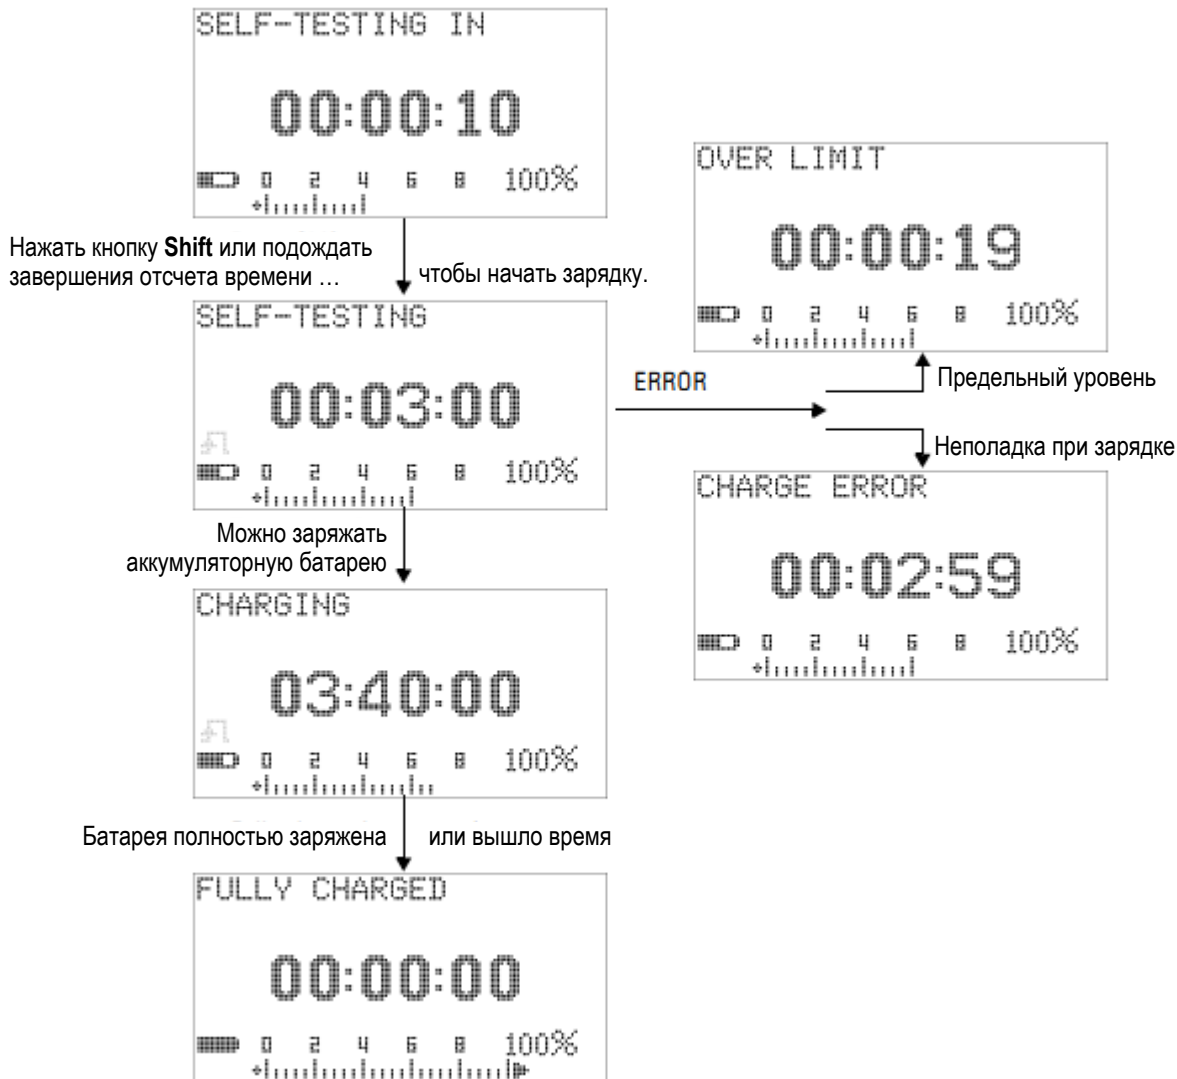 SELF-TESTING IN
00:00:10
0 2 4 6 8 100%
Нажать кнопку Shift или подождать
завершения отсчета времени …
чтобы начать зарядку.
SELF-TESTING
00:03:00
0 2 4 6 8 100%
ERROR
OVER LIMIT
00:00:19
0 2 4 6 8 100%
Предельный уровень
Неполадка при зарядке
CHARGE ERROR
00:02:59
0 2 4 6 8 100%
Можно заряжать
аккумуляторную батарею
CHARGING
03:40:00
0 2 4 6 8 100%
Батарея полностью заряжена
или вышло время
FULLY CHARGED
00:00:00
0 2 4 6 8 100%